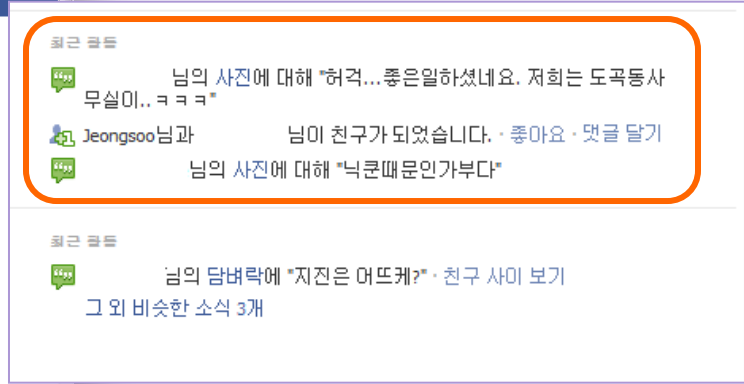 최근 활동
님의 사진에 대해 "허걱...좋은일하셨네요. 저희는 도곡동사
무실이..ㅋㅋㅋ"
Jeongsoo님과 님이 친구가 되었습니다. · 좋아요 · 댓글 달기
님의 사진에 대해 "닉쿤때문인가부다"
최근 활동
님의 담벼락에 "지진은 어뜨케?" · 친구 사이 보기
그 외 비슷한 소식 3개